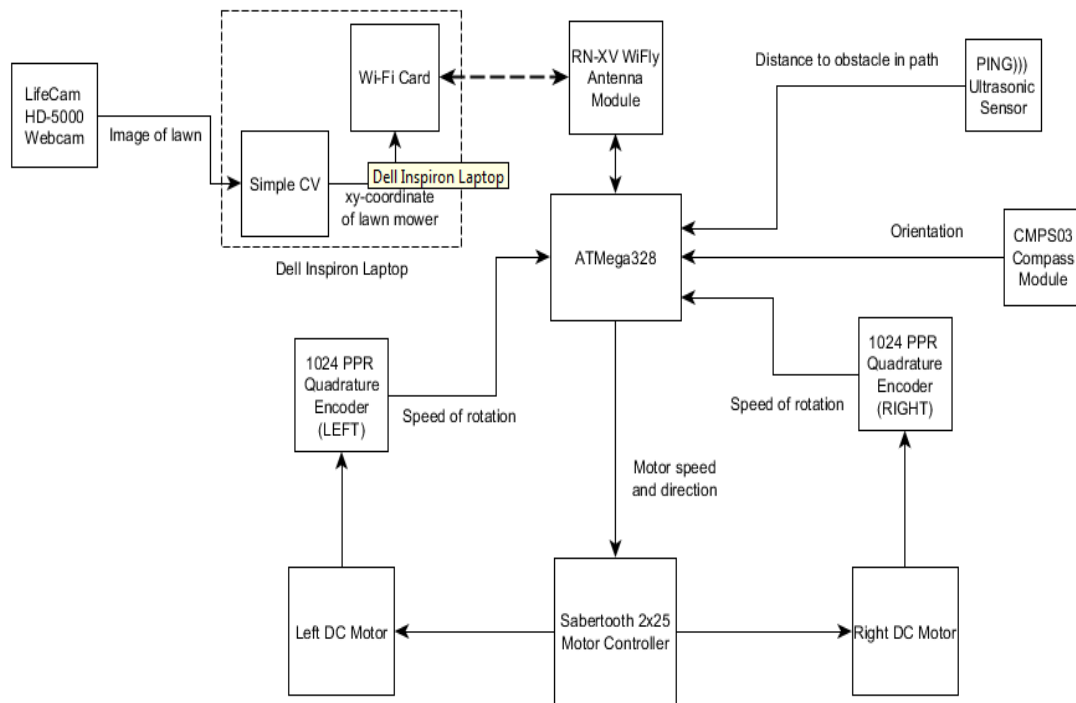 LifeCam
HD-5000
Webcam
Image of lawn
Wi-Fi Card
Simple CV
Dell Inspiron Laptop
xy-coordinate
of lawn mower
Dell Inspiron Laptop
RN-XV WiFly
Antenna
Module
Distance to obstacle in path
PING)))
Ultrasonic
Sensor
ATMega328
Orientation
CMPS03
Compass
Module
1024 PPR
Quadrature
Encoder
(LEFT)
Speed of rotation
1024 PPR
Quadrature
Encoder
(RIGHT)
Speed of rotation
Motor speed
and direction
Left DC Motor
Sabertooth 2x25
Motor Controller
Right DC Motor